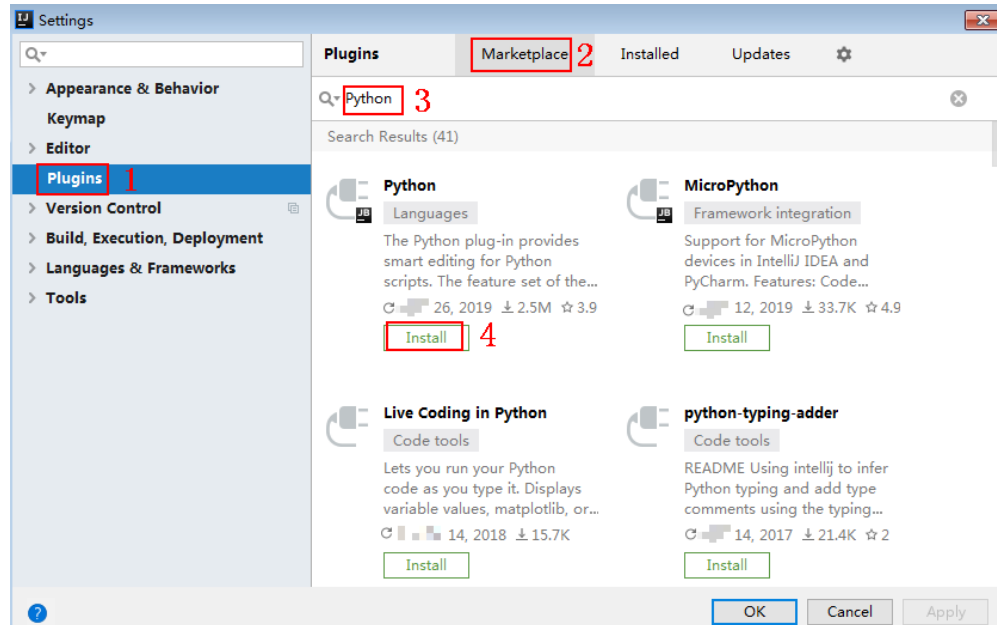 Settings
Appearance & Behavior
Keymap
Editor
Plugins 1
Version Control
Build, Execution, Deployment
Languages & Frameworks
Tools
Plugins Marketplace 2 Installed Updates
Python 3
Search Results (41)
Python
Languages
The Python plug-in provides
smart editing for Python
scripts. The feature set of the...
26, 2019 2.5M 3.9
Install 4
MicroPython
Framework integration
Support for MicroPython
devices in IntelliJ IDEA and
PyCharm. Features: Code...
12, 2019 33.7K 4.9
Install
Live Coding in Python
Code tools
Lets you run your Python
code as you type it. Displays
variable values, matplotlib, or...
14, 2018 15.7K
Install
python-typing-adder
Code tools
README Using intellij to infer
Python typing and add type
comments using the typing...
14, 2017 21.4K 2
Install
?
OK Cancel Apply